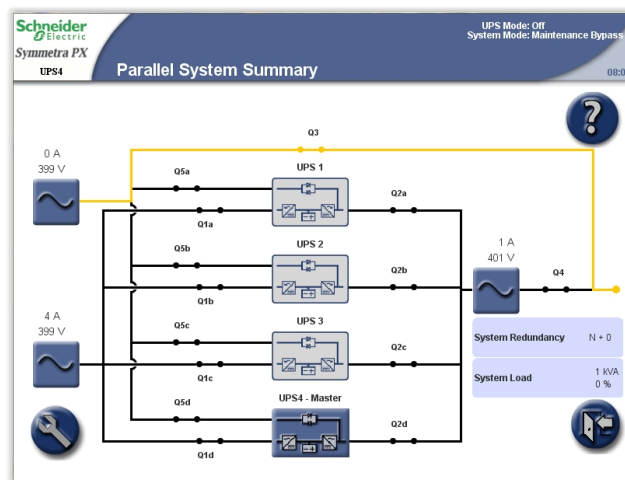 Schneider
Electric
Symmetra PX
UPS4
Parallel System Summary
UPS Mode: Off
System Mode: Maintenance Bypass
08:0
0 A
399 V
Q3
Q5a
UPS 1
Q1a
Q2a
Q5b
UPS 2
Q1b
Q2b
1 A
401 V
Q4
4 A
399 V
Q5c
UPS 3
Q1c
Q2c
System Redundancy N + 0
System Load 1 kVA
0 %
Q5d
UPS4 - Master
Q1d
Q2d
?